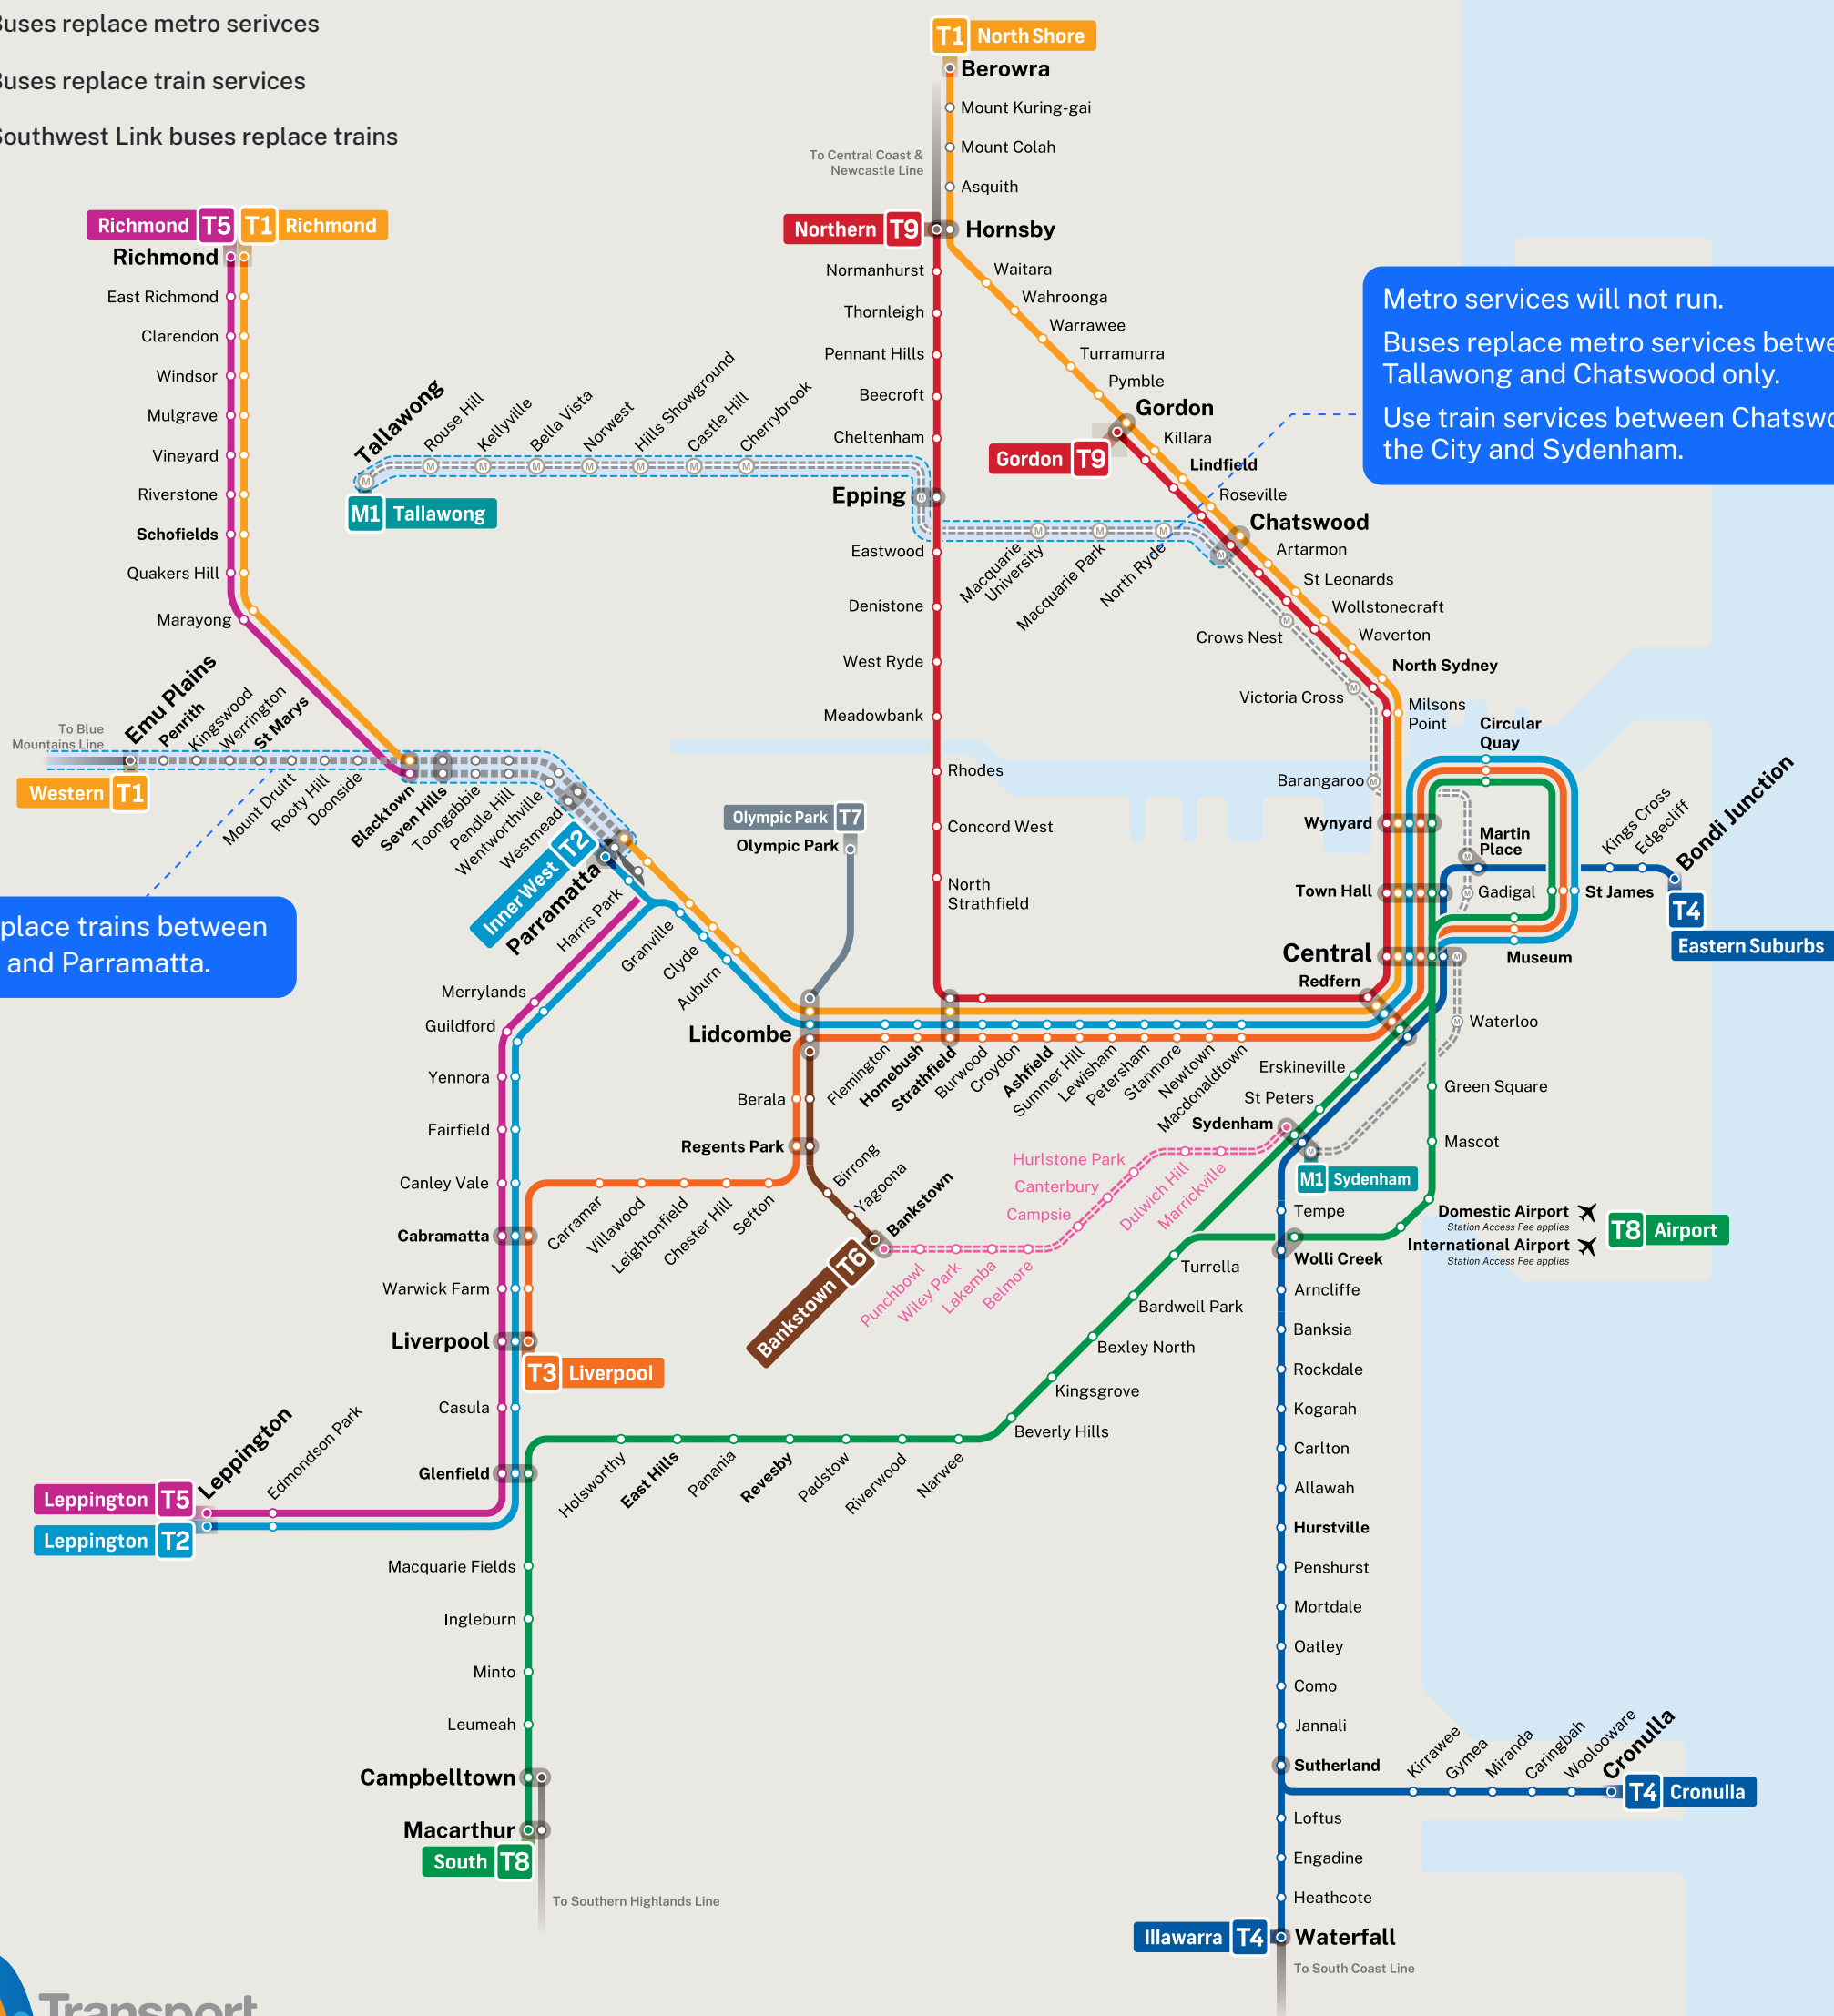 Buses replace metro serivces
Buses replace train services
Southwest Link buses replace trains
T1 North Shore
Berowra
Mount Kuring-gai
Mount Colah
Asquith
To Central Coast &
Newcastle Line
Northern T9
Hornsby
Richmond T5 T1 Richmond
Richmond
East Richmond
Clarendon
Windsor
Mulgrave
Vineyard
Riverstone
Schofields
Quakers Hill
Marayong
Normanhurst
Thornleigh
Pennant Hills
Beecroft
Cheltenham
Epping
Eastwood
Denistone
West Ryde
Meadowbank
Rhodes
Concord West
North
Strathfield
Waitara
Wahroonga
Warrawee
Turramurra
Pymble
Gordon
Gordon T9
Killara
Lindfield
Roseville
Chatswood
Artarmon
St Leonards
Wollstonecraft
Waverton
North Sydney
Milsons
Point
Metro services will not run.
Buses replace metro services betwe
Tallawong and Chatswood only.
Use train services between Chatswo
the City and Sydenham.
Tallawong
M1 Tallawong
Rouse Hill
Kellyville
Bella Vista
Norwest
Hills Showground
Castle Hill
Cherrybrook
Macquarie
University
Macquarie Park
North Ryde
Crows Nest
Victoria Cross
Barangaroo
To Blue
Mountains Line
Western T1
Emu Plains
Penrith
Kingswood
Werrington
St Marys
Mount Druitt
Rooty Hill
Doonside
Blacktown
Seven Hills
Toongabbie
Pendle Hill
Wentworthville
Westmead
Inner West T2
Parramatta
Harris Park
Granville
Clyde
Auburn
place trains between
and Parramatta.
Olympic Park T7
Olympic Park
Circular
Quay
Wynyard
Martin
Place
Town Hall
Gadigal
St James
Central
Museum
Redfern
Kings Cross
Edgecliff
Bondi Junction
T4
Eastern Suburbs
Waterloo
Lidcombe
Flemington
Homebush
Strathfield
Burwood
Croydon
Ashfield
Summer Hill
Lewisham
Petersham
Stanmore
Newtown
Macdonaldtown
Erskineville
St Peters
Sydenham
M1 Sydenham
Green Square
Mascot
Domestic Airport
Station Access Fee applies
International Airport
Station Access Fee applies
T8 Airport
Merrylands
Guildford
Yennora
Fairfield
Canley Vale
Cabramatta
Warwick Farm
Liverpool
T3 Liverpool
Casula
Glenfield
Berala
Regents Park
Birrong
Yagoona
Bankstown
Bankstown T6
Carramar
Villawood
Leightonfield
Chester Hill
Sefton
Hurlstone Park
Canterbury
Campsie
Dulwich Hill
Marrickville
Punchbowl
Wiley Park
Lakemba
Belmore
Tempe
Wolli Creek
Turrella
Bardwell Park
Bexley North
Kingsgrove
Beverly Hills
Holsworthy
East Hills
Panania
Revesby
Padstow
Riverwood
Narwee
Leppington
Edmondson Park
Leppington T5
Leppington T2
Macquarie Fields
Ingleburn
Minto
Leumeah
Campbelltown
Macarthur
South T8
To Southern Highlands Line
Arncliffe
Banksia
Rockdale
Kogarah
Carlton
Allawah
Hurstville
Penshurst
Mortdale
Oatley
Como
Jannali
Sutherland
Kirrawee
Gymea
Miranda
Caringbah
Woolooware
Cronulla
T4 Cronulla
Loftus
Engadine
Heathcote
Illawarra T4
Waterfall
To South Coast Line
Transport